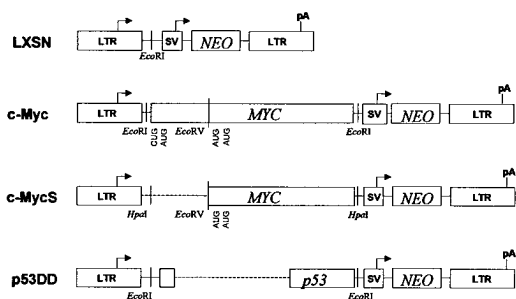 pA
LXSN LTR SV NEO LTR
EcoRI
pA
c-Myc LTR MYC SV NEO LTR
EcoRI CUG AUG EcoRV AUG AUG EcoRI
pA
c-MycS LTR MYC SV NEO LTR
HpaI EcoRV AUG AUG HpaI
pA
p53DD LTR p53 SV NEO LTR
EcoRI EcoRI